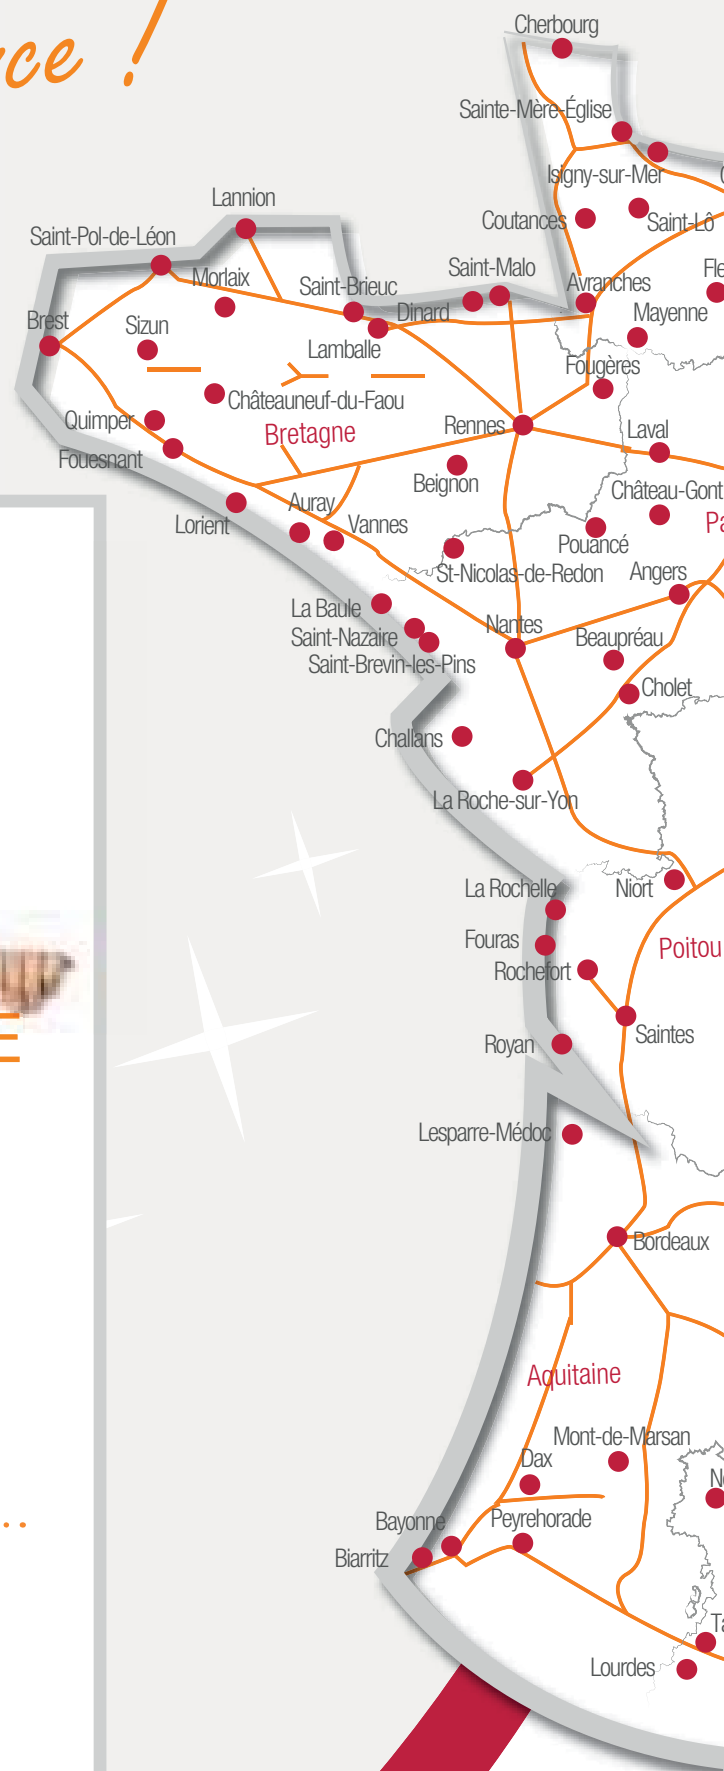 ce !
Cherbourg
Sainte-Mère-Église
Isigny-sur-Mer
Lannion
Coutances
Saint-Lô
Saint-Pol-de-Léon
Saint-Malo
Morlaix
Saint-Brieuc
Avranches
Fle
Dinard
Mayenne
Brest
Sizun
Lamballe
Fougères
Châteauneuf-du-Faou
Quimper
Bretagne
Rennes
Laval
Fouesnant
Beignon
Château-Gont
Auray
Lorient
Vannes
Pa
Pouancé
St-Nicolas-de-Redon
Angers
La Baule
Nantes
Saint-Nazaire
Beaupréau
Saint-Brevin-les-Pins
Cholet
Challans
La Roche-sur-Yon
La Rochelle
Niort
Fouras
Poitou
Rochefort
E
Saintes
Royan
Lesparre-Médoc
Bordeaux
Aquitaine
Mont-de-Marsan
Dax
N
Bayonne
Peyrehorade
...
Biarritz
Ta
Lourdes